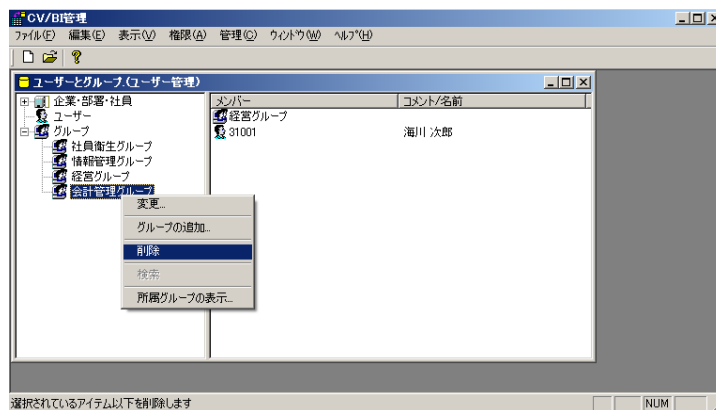 CV/BI管理
ファイル(F) 編集(E) 表示(V) 権限(A) 管理(C) ウィンドウ(W) ヘルプ(H)
ユーザーとグループ.(ユーザー管理)
企業・部署・社員
ユーザー
グループ
社員衛生グループ
情報管理グループ
経営グループ
会計管理グループ
メンバー コメント/名前
経営グループ
31001 海川 次郎
変更...
グループの追加...
削除
検索
所属グループの表示...
選択されているアイテム以下を削除します NUM